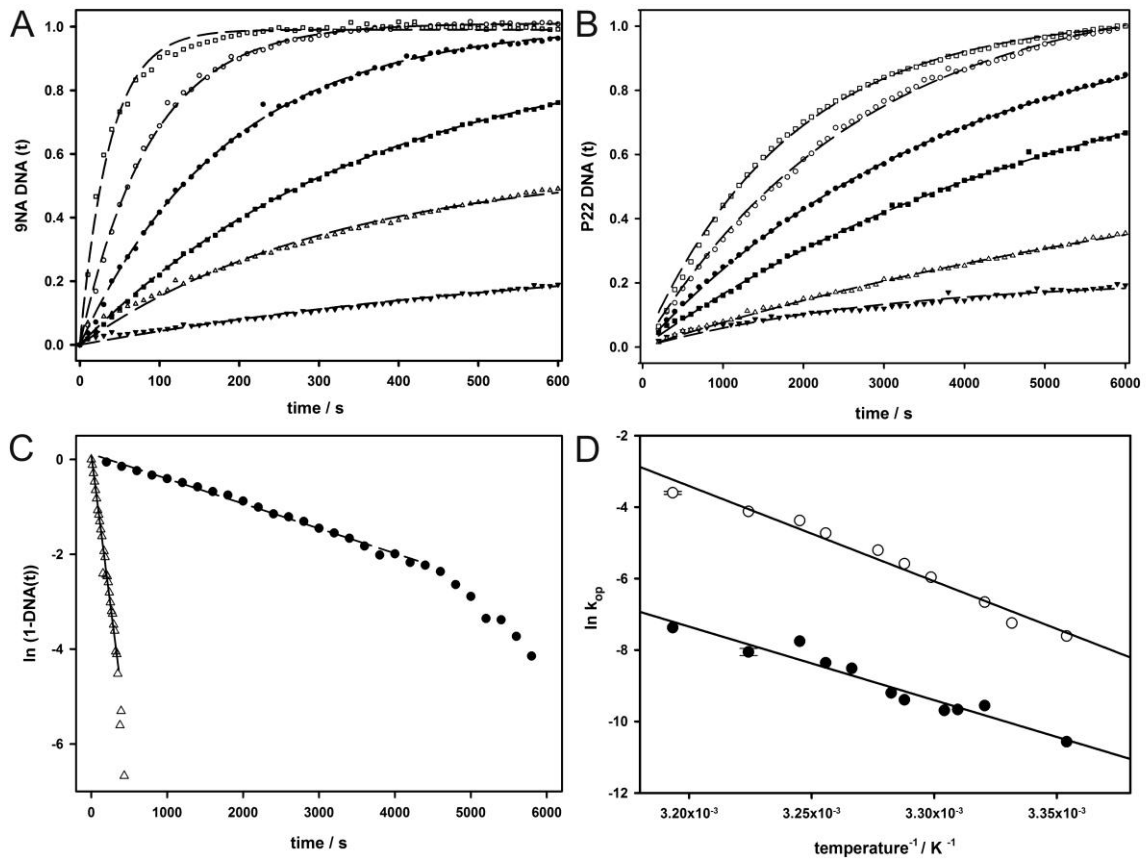 A
9NA DNA (t)
1.0
0.8
0.6
0.4
0.2
0.0
0 100 200 300 400 500 600
time / s
B
P22 DNA (t)
1.0
0.8
0.6
0.4
0.2
0.0
0 1000 2000 3000 4000 5000 6000
time / s
C
ln (1-DNA(t))
0
-2
-4
-6
0 1000 2000 3000 4000 5000 6000
time / s
D
ln kop
-2
-4
-6
-8
-10
-12
3.20x10⁻³ 3.25x10⁻³ 3.30x10⁻³ 3.35x10⁻³
temperature⁻¹ / K⁻¹